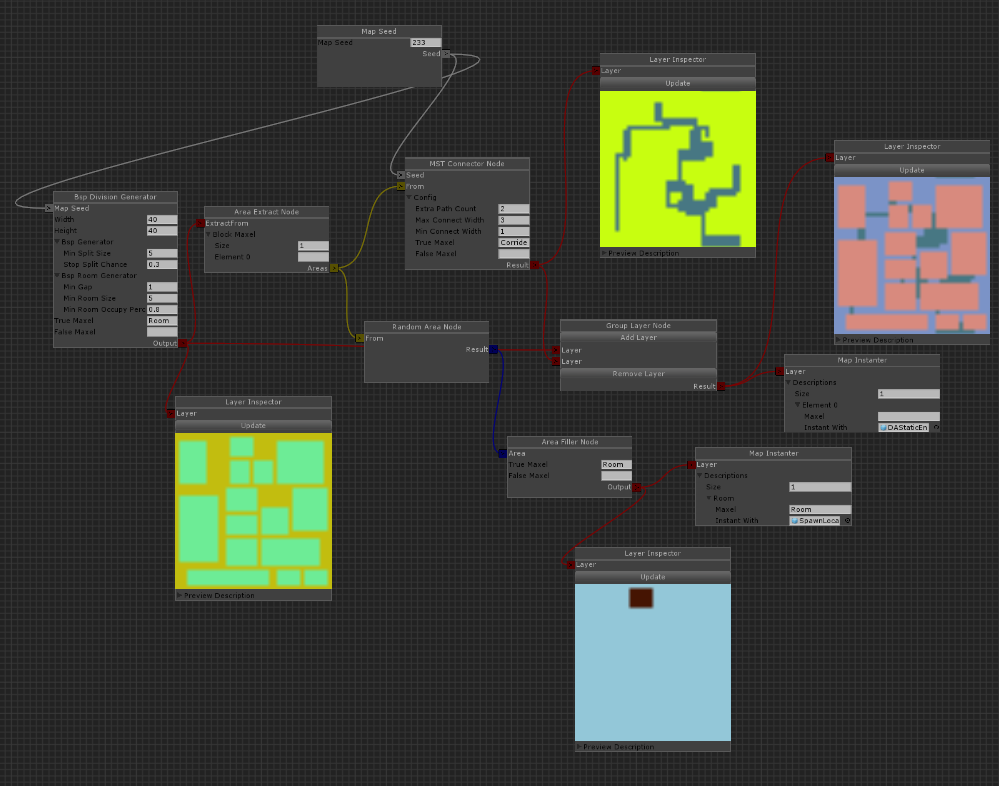 Map Seed
Map Seed 233
Seed
Layer Inspector
Layer
Update
Preview Description
Layer Inspector
Layer
Update
Preview Description
MST Connector Node
Seed
From
Config
Extra Path Count 2
Max Connect Width 3
Min Connect Width 1
True Maxel Corride
False Maxel
Result
Bsp Division Generator
Map Seed
Width 40
Height 40
Bsp Generator
Min Split Size 5
Stop Split Chance 0.3
Bsp Room Generator
Min Gap 1
Min Room Size 5
Min Room Occupy Perc 0.8
True Maxel Room
False Maxel
Output
Area Extract Node
ExtractFrom
Block Maxel
Size 1
Element 0
Areas
Random Area Node
From
Result
Group Layer Node
Add Layer
Layer
Layer
Remove Layer
Result
Map Instanter
Layer
Descriptions
Size 1
Element 0
Maxel
Instant With DAStaticEn
Layer Inspector
Layer
Update
Preview Description
Area Filler Node
Area
True Maxel Room
False Maxel
Output
Map Instanter
Layer
Descriptions
Size 1
Room
Maxel Room
Instant With SpawnLoca
Layer Inspector
Layer
Update
Preview Description